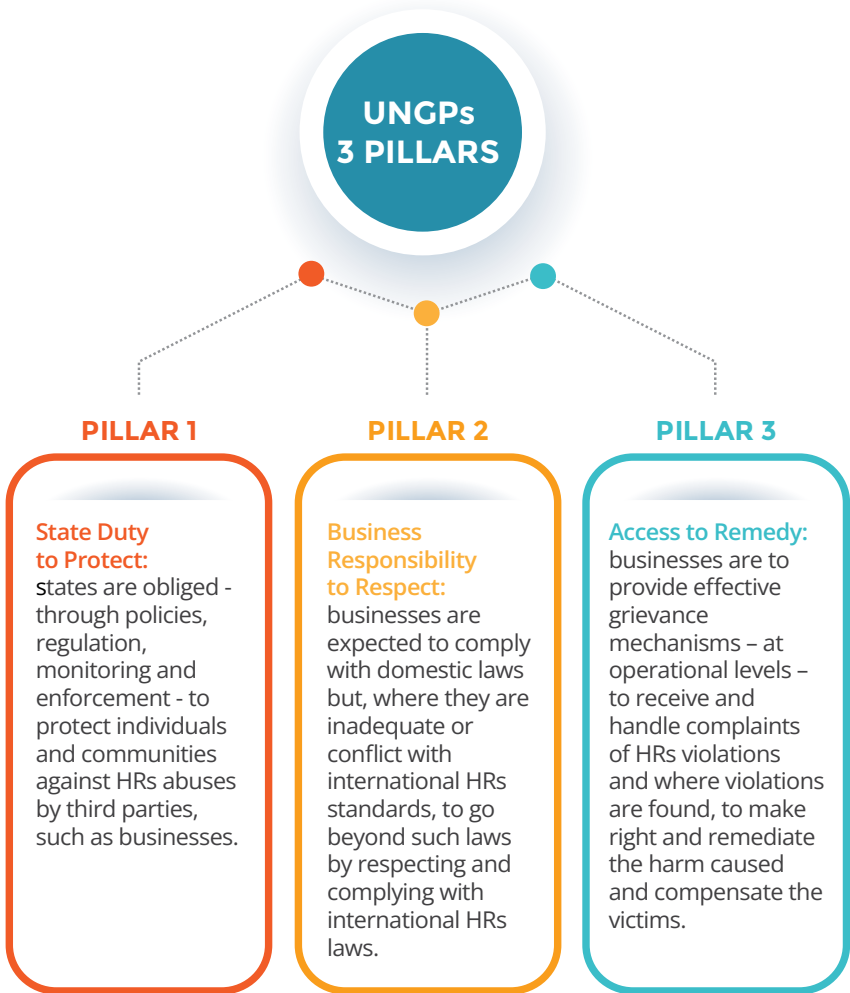 UNGPs
3 PILLARS
PILLAR 1
State Duty
to Protect:
states are obliged -
through policies,
regulation,
monitoring and
enforcement - to
protect individuals
and communities
against HRs abuses
by third parties,
such as businesses.
PILLAR 2
Business
Responsibility
to Respect:
businesses are
expected to comply
with domestic laws
but, where they are
inadequate or
conflict with
international HRs
standards, to go
beyond such laws
by respecting and
complying with
international HRs
laws.
PILLAR 3
Access to Remedy:
businesses are to
provide effective
grievance
mechanisms – at
operational levels –
to receive and
handle complaints
of HRs violations
and where violations
are found, to make
right and remediate
the harm caused
and compensate the
victims.